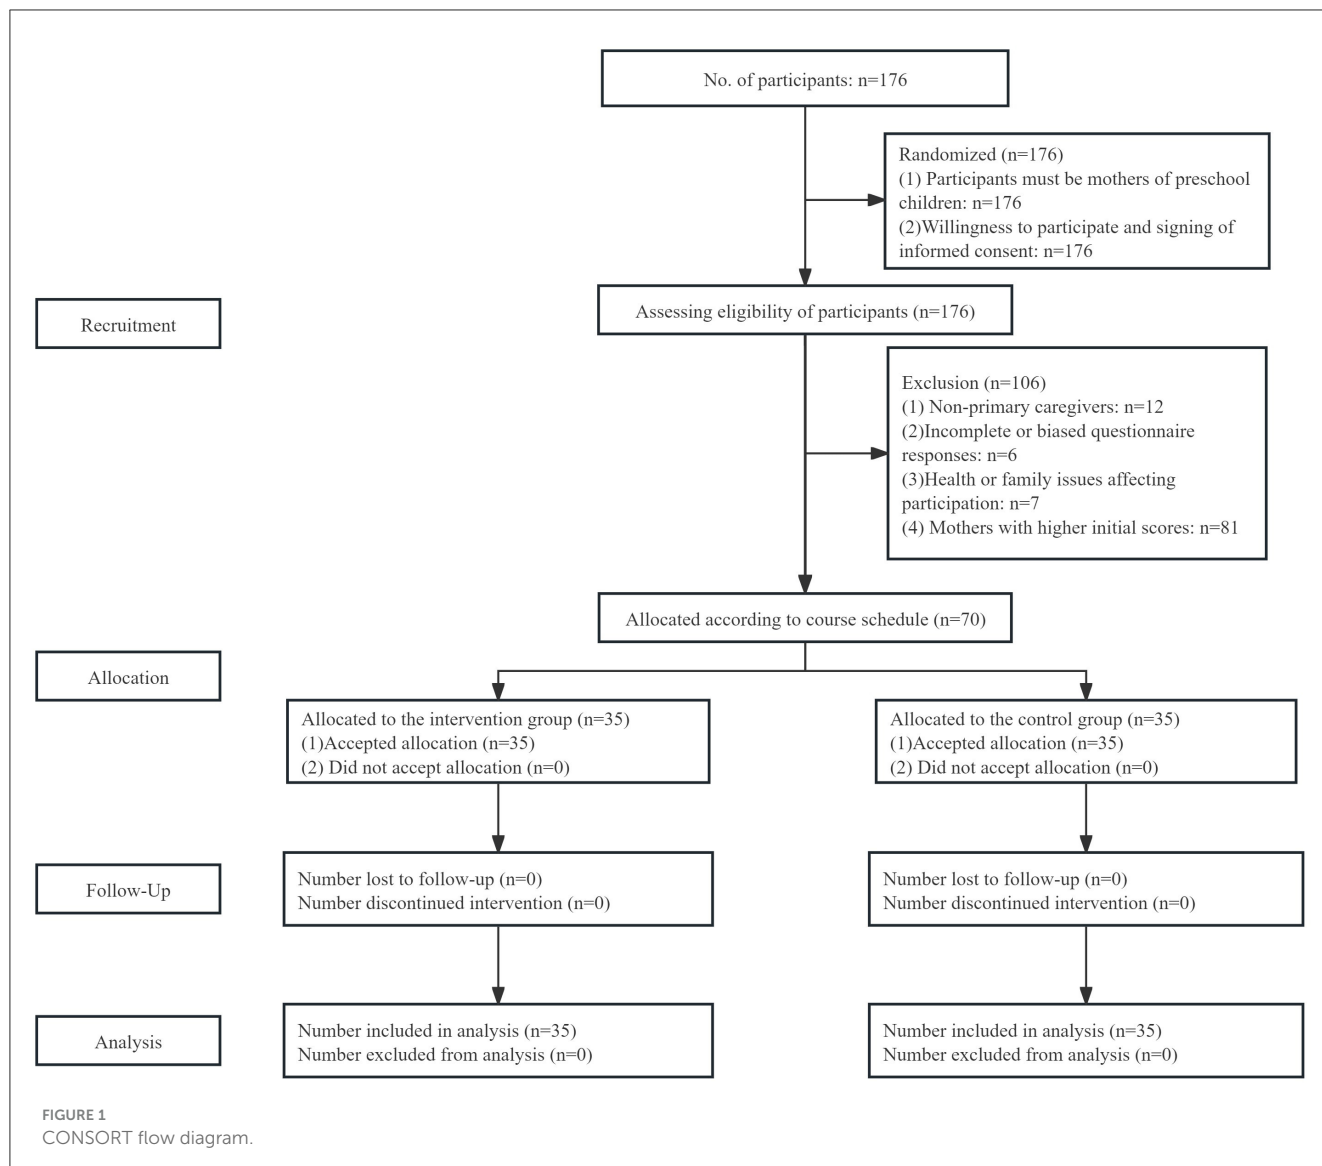 No. of participants: n=176
Randomized (n=176)
(1) Participants must be mothers of preschool
children: n=176
(2)Willingness to participate and signing of
informed consent: n=176
Recruitment
Assessing eligibility of participants (n=176)
Exclusion (n=106)
(1) Non-primary caregivers: n=12
(2)Incomplete or biased questionnaire
responses: n=6
(3)Health or family issues affecting
participation: n=7
(4) Mothers with higher initial scores: n=81
Allocated according to course schedule (n=70)
Allocation
Allocated to the intervention group (n=35)
(1)Accepted allocation (n=35)
(2) Did not accept allocation (n=0)
Allocated to the control group (n=35)
(1)Accepted allocation (n=35)
(2) Did not accept allocation (n=0)
Follow-Up
Number lost to follow-up (n=0)
Number discontinued intervention (n=0)
Number lost to follow-up (n=0)
Number discontinued intervention (n=0)
Analysis
Number included in analysis (n=35)
Number excluded from analysis (n=0)
Number included in analysis (n=35)
Number excluded from analysis (n=0)
FIGURE 1
CONSORT flow diagram.